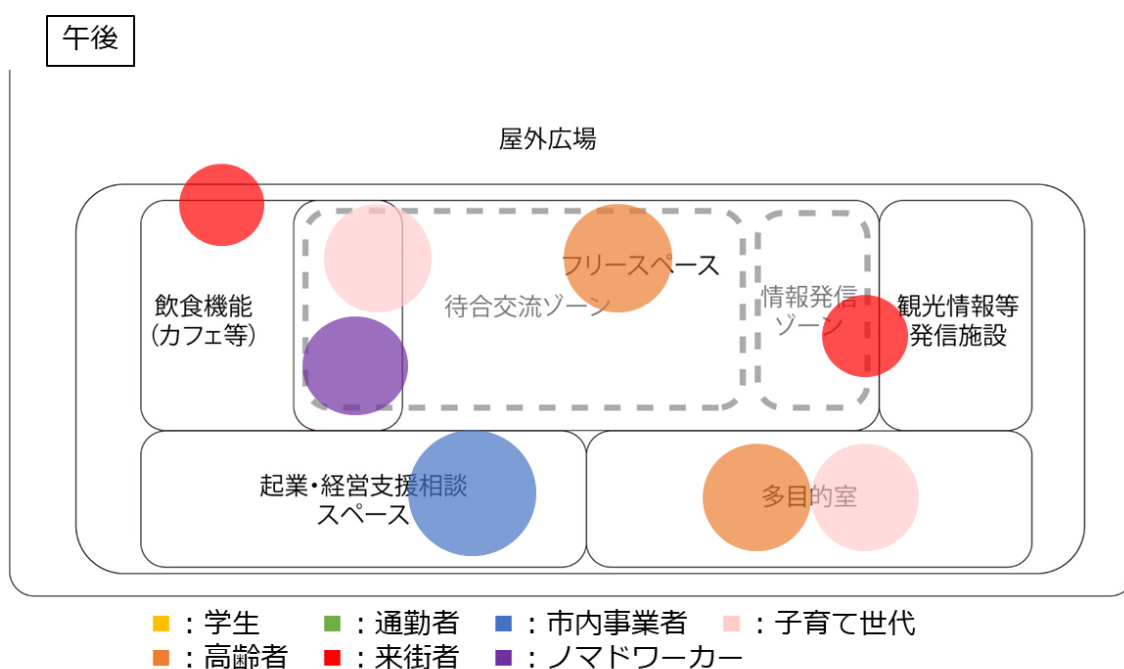 午後
屋外広場
フリースペース
待合交流ゾーン
情報発信
ゾーン
飲食機能
(カフェ等)
観光情報等
発信施設
起業・経営支援相談
スペース
多目的室
■：学生 ■：通勤者 ■：市内事業者 ■：子育て世代
■：高齢者 ■：来街者 ■：ノマドワーカー